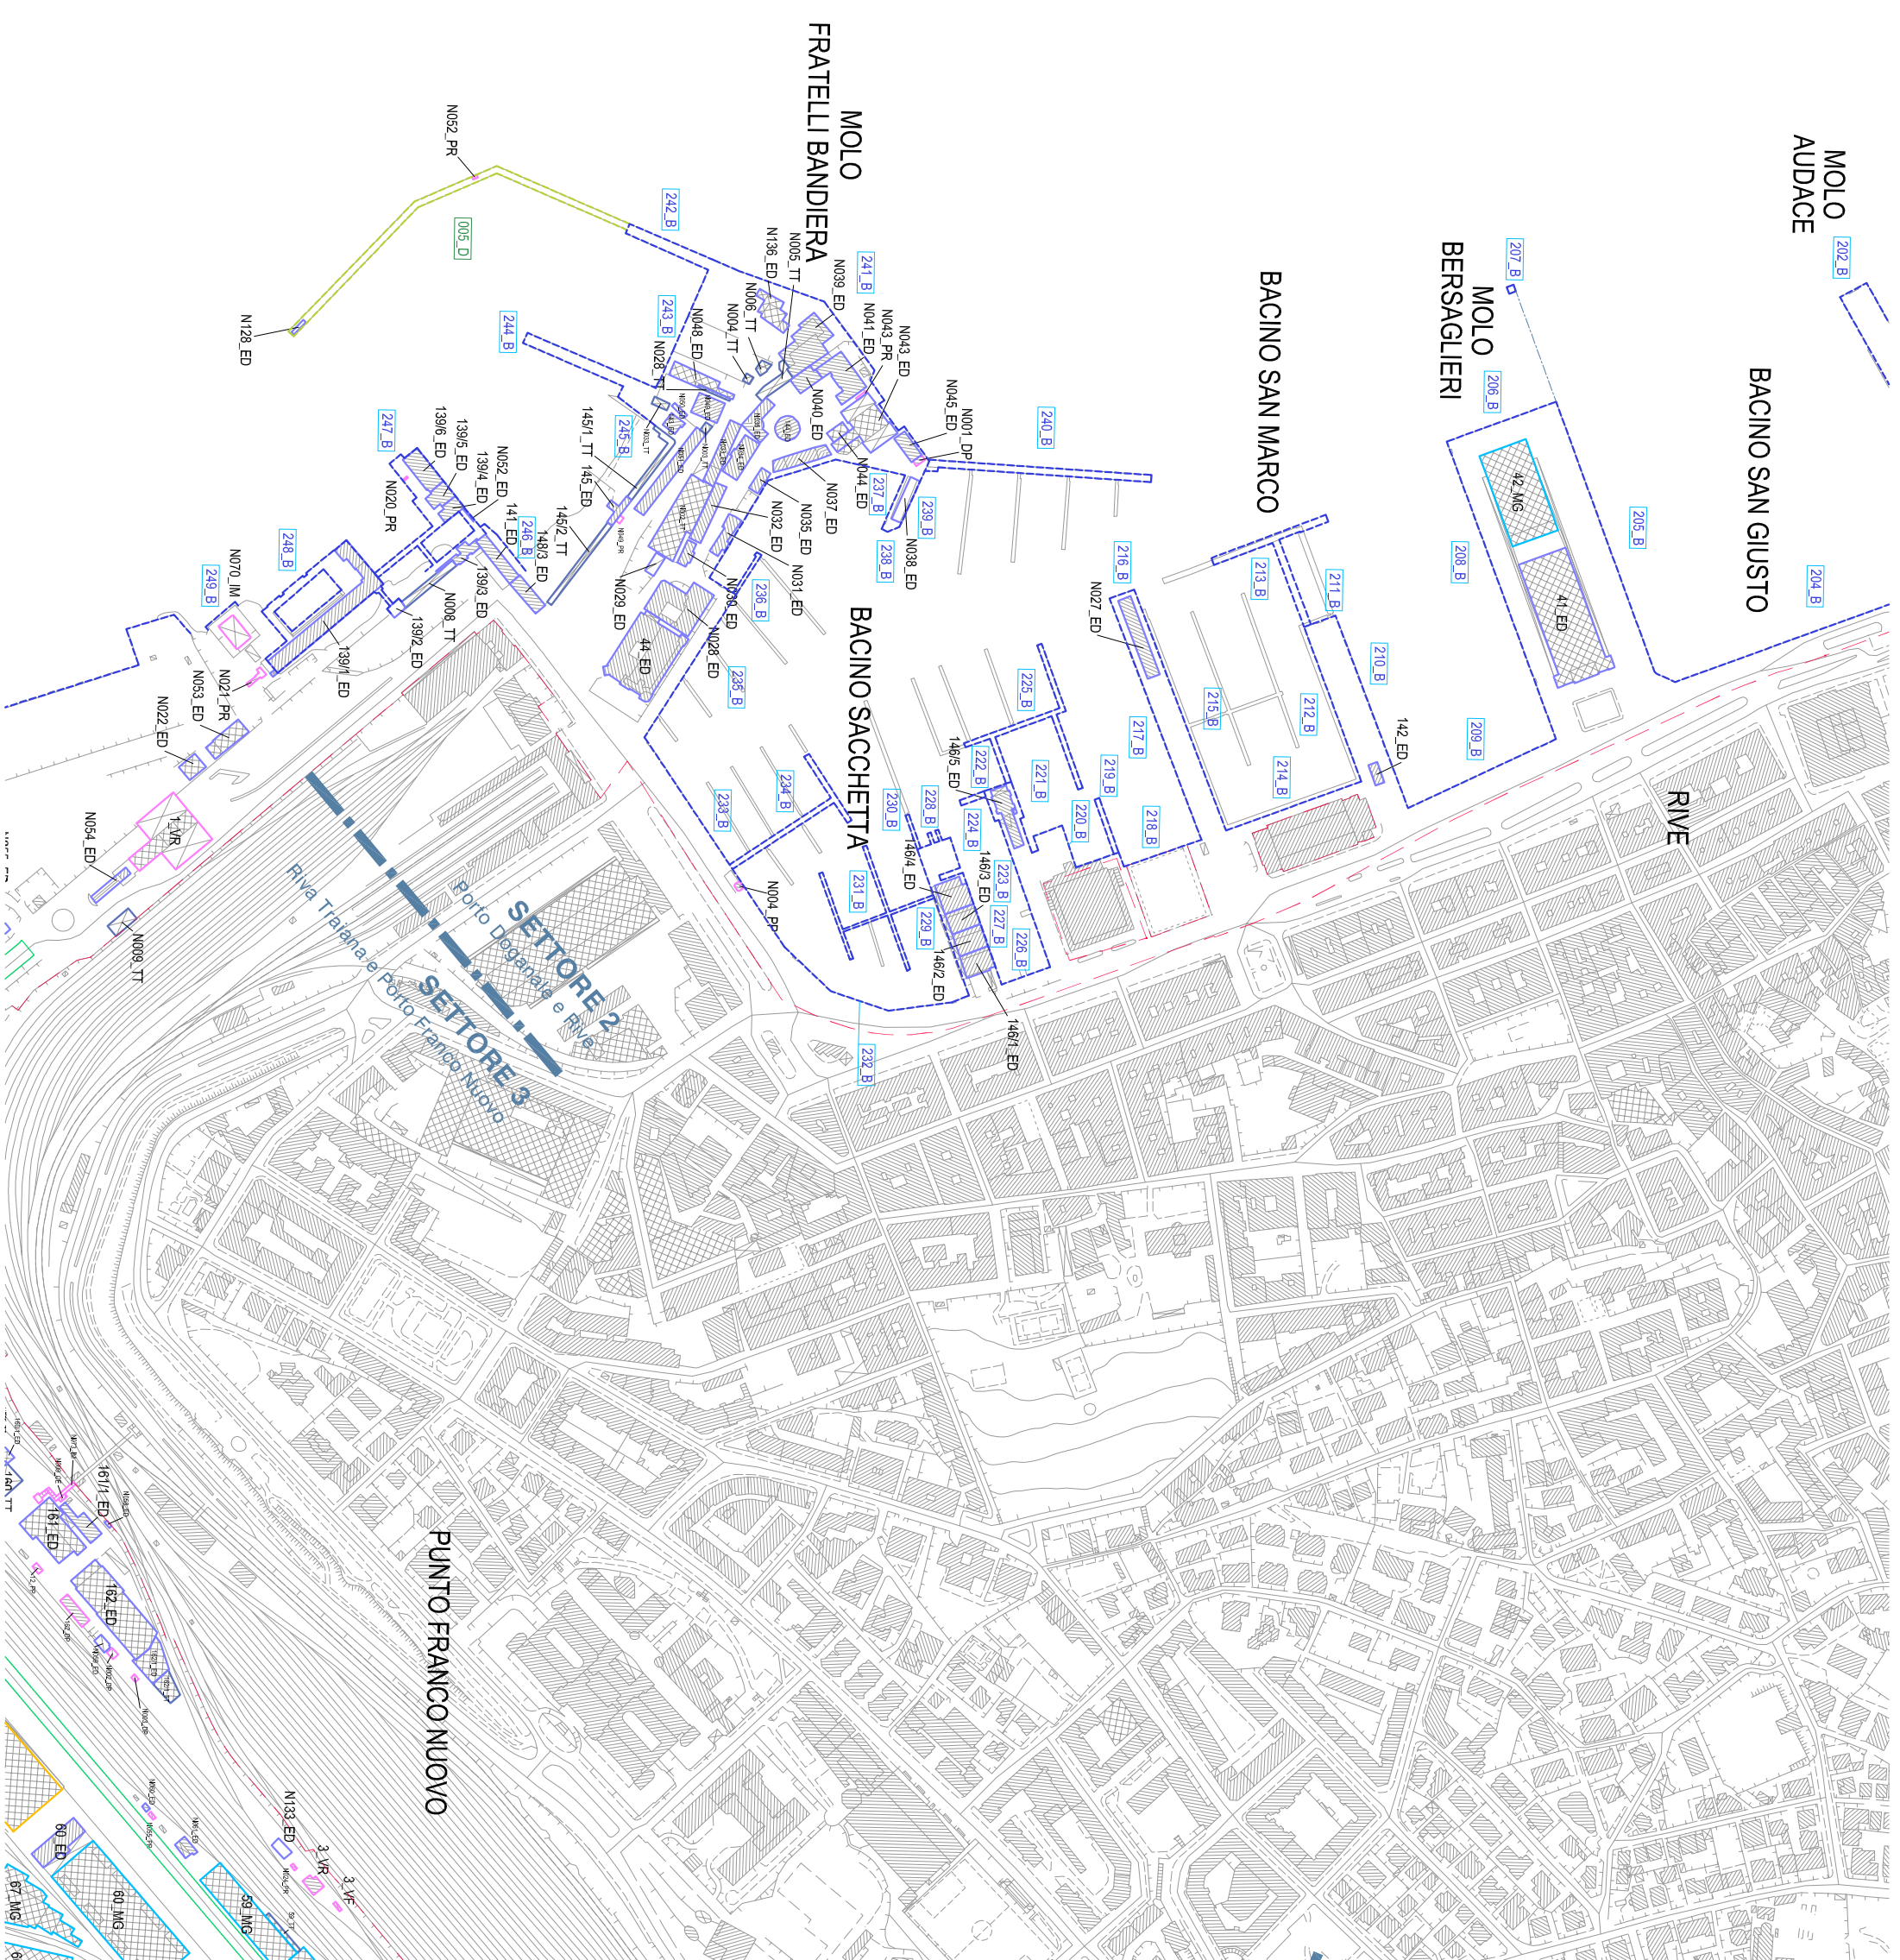 MOLO
AUDACE
202_B
BACINO SAN GIUSTO
204_B
205_B
207_B
MOLO
BERSAGLIERI
206_B
42_MG
41_ED
208_B
209_B
RIVE
BACINO SAN MARCO
210_B
211_B
212_B
213_B
214_B
215_B
142_ED
216_B
N027_ED
217_B
218_B
219_B
220_B
221_B
222_B
146/5_ED
223_B
224_B
225_B
226_B
227_B
228_B
229_B
230_B
231_B
232_B
146/4_ED
146/3_ED
146/2_ED
146/1_ED
BACINO SACCHETTA
233_B
234_B
235_B
236_B
N004_PP
237_B
238_B
239_B
240_B
MOLO
FRATELLI BANDIERA
241_B
242_B
243_B
244_B
245_B
246_B
247_B
248_B
249_B
005_D
N052_PR
N128_ED
N136_ED
N005_TT
N006_TT
N004_TT
N039_ED
N041_ED
N043_PR
N043_ED
N045_ED
N001_DP
N040_ED
N044_ED
N037_ED
N038_ED
N035_ED
N032_ED
N031_ED
N030_ED
N029_ED
N028_ED
44_ED
N048_ED
N028_TT
145/1_TT
145_ED
145/2_TT
148/3_ED
141_ED
N052_ED
139/4_ED
139/5_ED
139/6_ED
N020_PR
139/3_ED
N008_TT
139/2_ED
139/1_ED
N070_IM
N021_PR
N053_ED
N022_ED
1_VR
N054_ED
N009_TT
SETTORE 2
Porto Doganale e Rive
Riva Traiana e Porto Franco Nuovo
SETTORE 3
PUNTO FRANCO NUOVO
161/1_ED
161_ED
162_ED
N133_ED
3_VR
3_VF
59_MG
60_ED
60_MG
67_MG